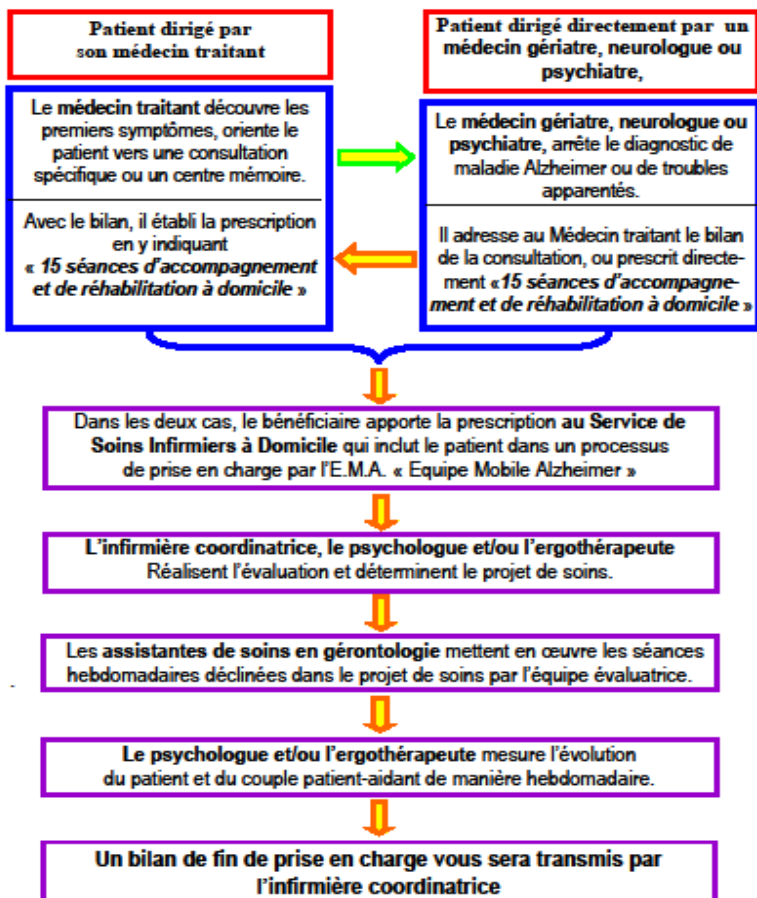 Patient dirigé par
son médecin traitant
Le médecin traitant découvre les
premiers symptômes, oriente le
patient vers une consultation
spécifique ou un centre mémoire.
Avec le bilan, il établi la prescription
en y indiquant
« 15 séances d'accompagnement
et de réhabilitation à domicile »
Patient dirigé directement par un
médecin gériatre, neurologue ou
psychiatre,
Le médecin gériatre, neurologue ou
psychiatre, arrête le diagnostic de
maladie Alzheimer ou de troubles
apparentés.
Il adresse au Médecin traitant le bilan
de la consultation, ou prescrit directe-
ment «15 séances d'accompagne-
ment et de réhabilitation à domicile »
Dans les deux cas, le bénéficiaire apporte la prescription au Service de
Soins Infirmiers à Domicile qui inclut le patient dans un processus
de prise en charge par l'E.M.A. « Equipe Mobile Alzheimer »
L'infirmière coordinatrice, le psychologue et/ou l'ergothérapeute
Réalisent l'évaluation et déterminent le projet de soins.
Les assistantes de soins en gérontologie mettent en œuvre les séances
hebdomadaires déclinées dans le projet de soins par l'équipe évaluatrice.
Le psychologue et/ou l'ergothérapeute mesure l'évolution
du patient et du couple patient-aidant de manière hebdomadaire.
Un bilan de fin de prise en charge vous sera transmis par
l'infirmière coordinatrice